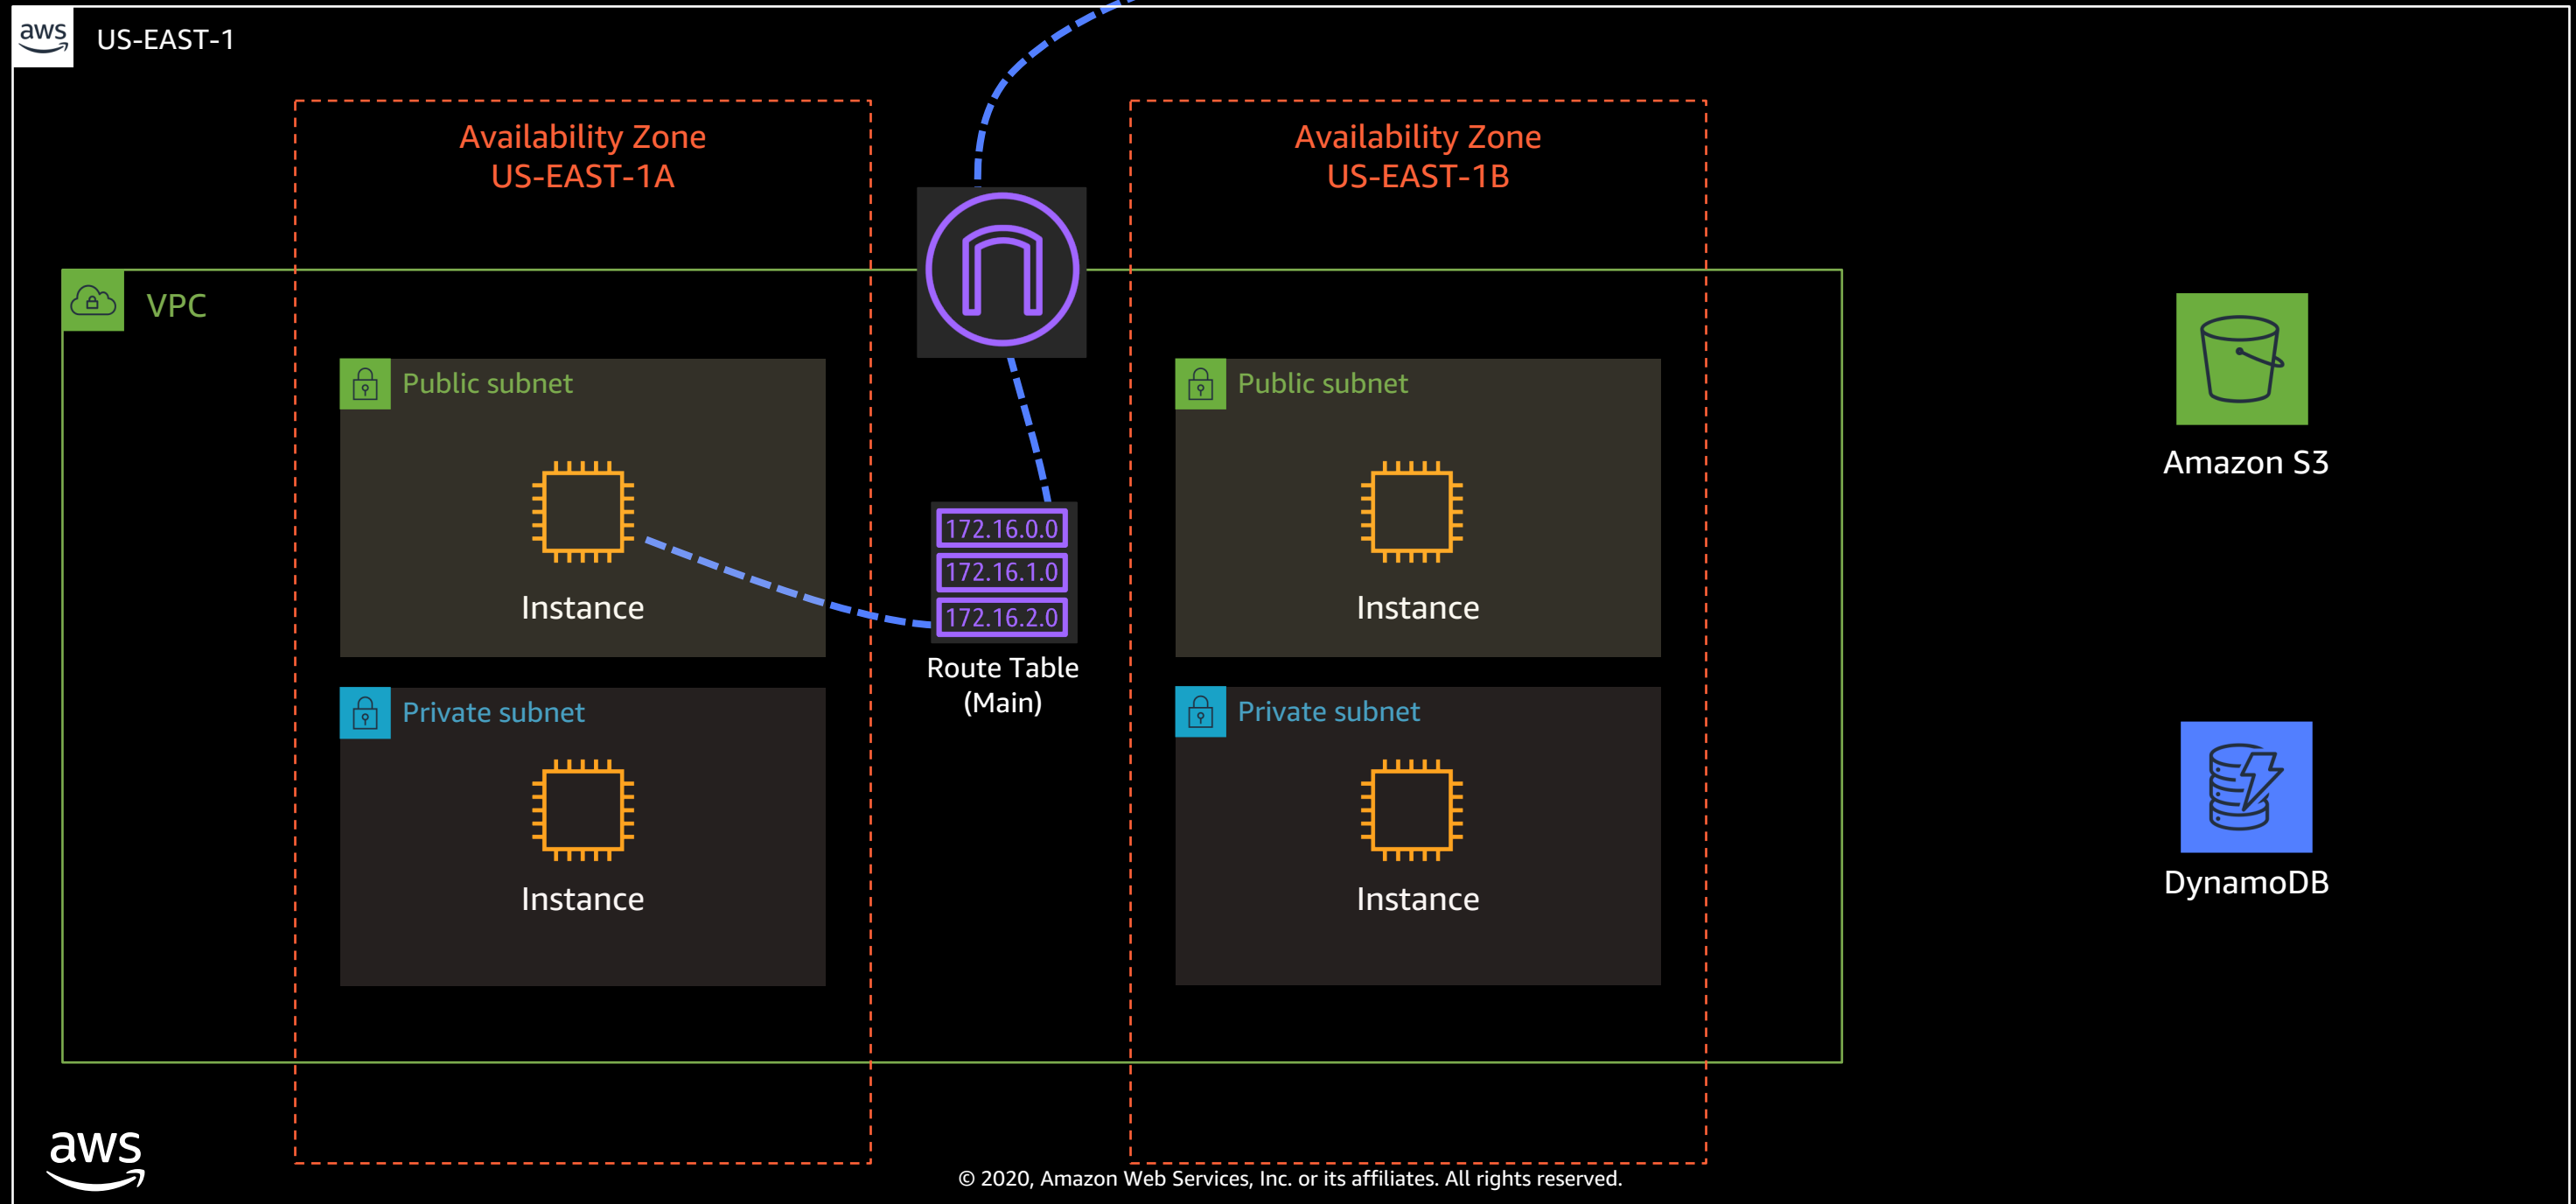 aws
US-EAST-1
Availability Zone
US-EAST-1A
Availability Zone
US-EAST-1B
VPC
Public subnet
Instance
Private subnet
Instance
172.16.0.0
172.16.1.0
172.16.2.0
Route Table
(Main)
Public subnet
Instance
Private subnet
Instance
Amazon S3
DynamoDB
aws
© 2020, Amazon Web Services, Inc. or its affiliates. All rights reserved.